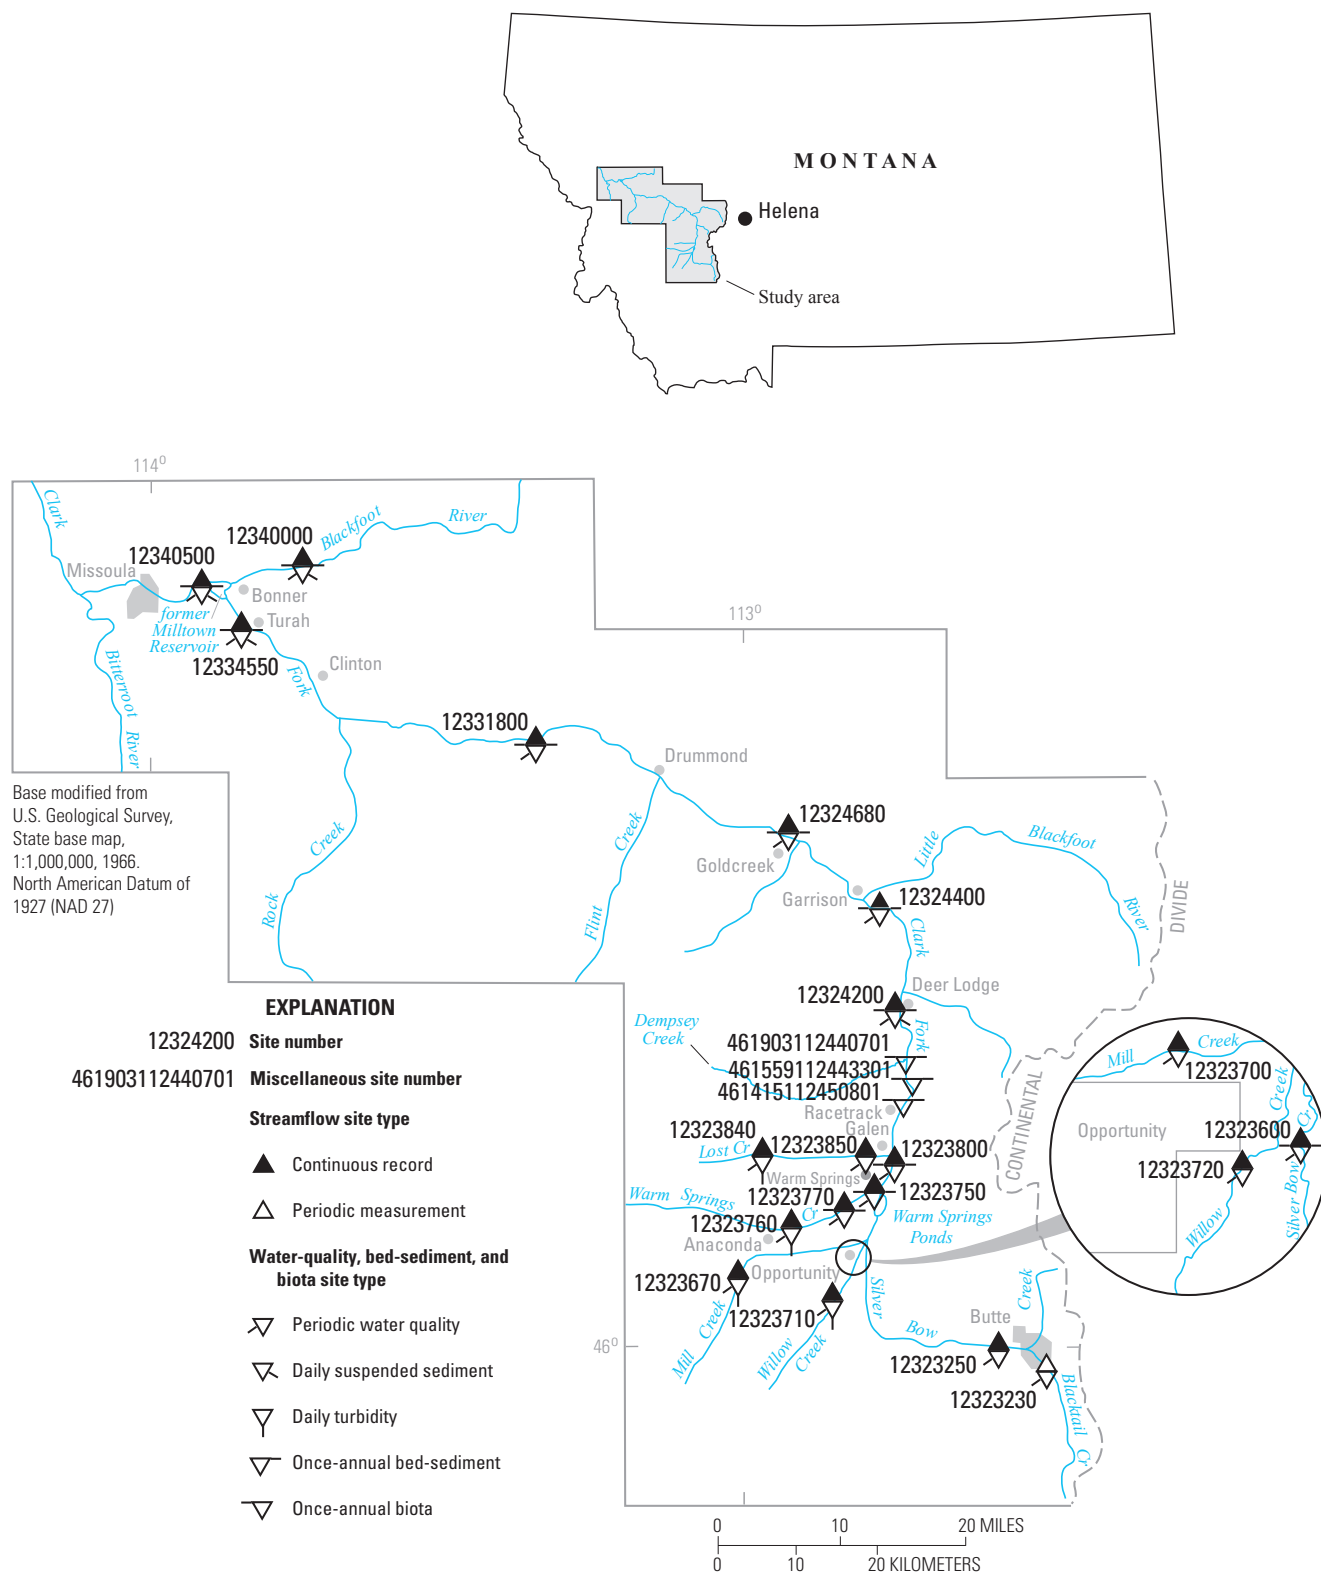 MONTANA
Helena
Study area
114⁰
Clark
12340000
Blackfoot
River
12340500
Missoula
Bonner
former
Milltown
Reservoir
Turah
113⁰
12334550
Fork
Clinton
Bitterroot
River
12331800
Drummond
Base modified from
U.S. Geological Survey,
State base map,
1:1,000,000, 1966.
North American Datum of
1927 (NAD 27)
Creek
Rock
Creek
Flint
12324680
Goldcreek
Little
Blackfoot
River
Garrison
12324400
Clark
DIVIDE
CONTINENTAL
12324200
Deer Lodge
Fork
Dempsey
Creek
461903112440701
461559112443301
461415112450801
Racetrack
Galen
12323840
12323850
12323800
Lost Cr
Warm Springs
12323750
12323770
Warm Springs
Cr
12323760
Warm Springs
Ponds
Anaconda
Opportunity
12323670
12323710
Mill
Creek
Willow
Creek
Silver
Bow
Butte
Creek
46⁰
12323250
12323230
Blacktail
Cr
Mill
Creek
12323700
Creek
Cr
Opportunity
12323600
12323720
Willow
Silver Bow
EXPLANATION
12324200 Site number
461903112440701 Miscellaneous site number
Streamflow site type
Continuous record
Periodic measurement
Water-quality, bed-sediment, and
biota site type
Periodic water quality
Daily suspended sediment
Daily turbidity
Once-annual bed-sediment
Once-annual biota
0 10 20 MILES
0 10 20 KILOMETERS